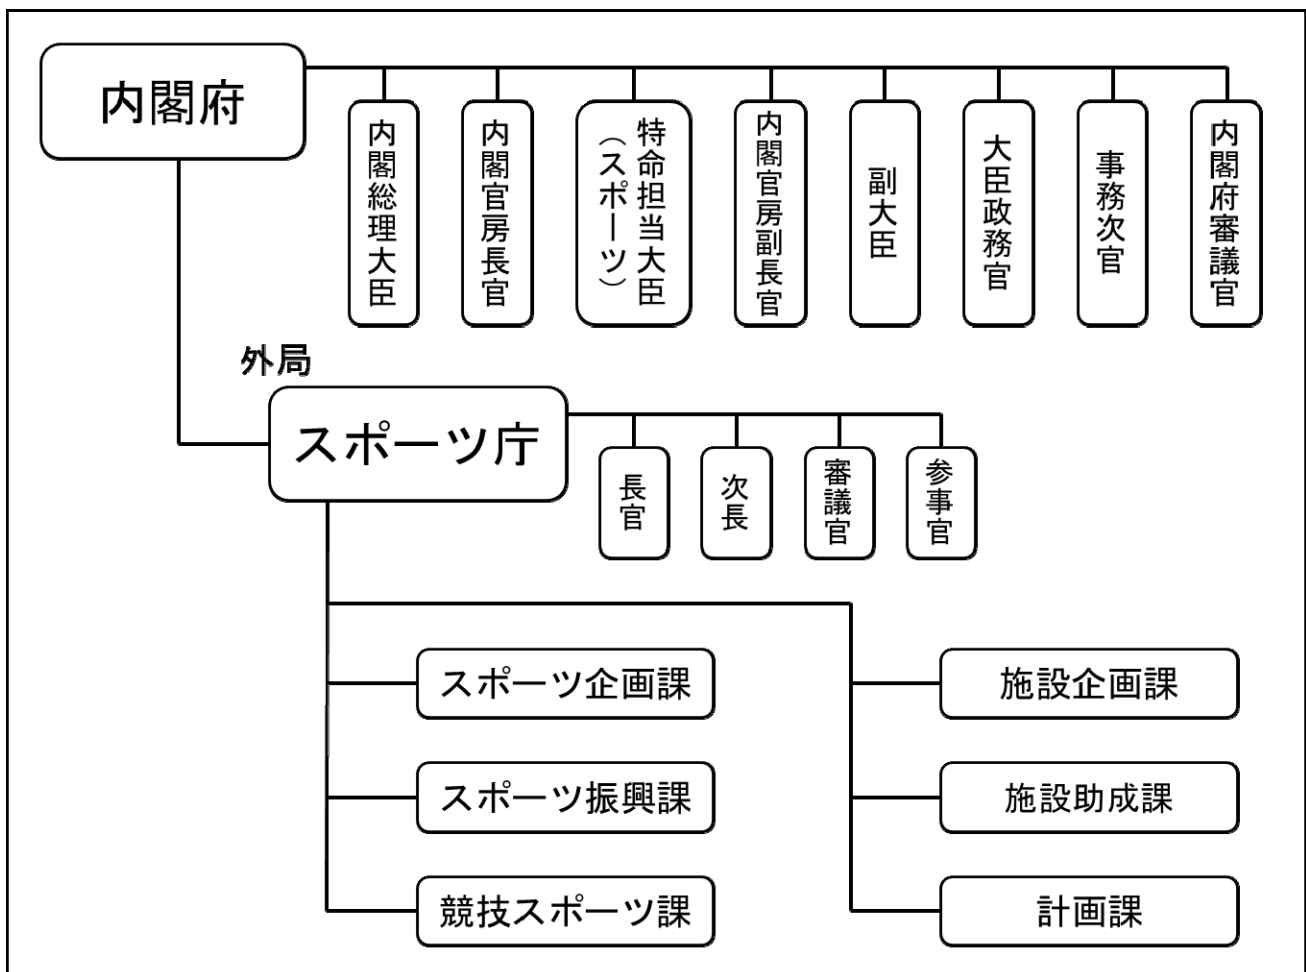 内閣府
内閣総理大臣
内閣官房長官
特命担当大臣
（スポーツ）
内閣官房副長官
副大臣
大臣政務官
事務次官
内閣府審議官
外局
スポーツ庁
長官
次長
審議官
参事官
スポーツ企画課
スポーツ振興課
競技スポーツ課
施設企画課
施設助成課
計画課